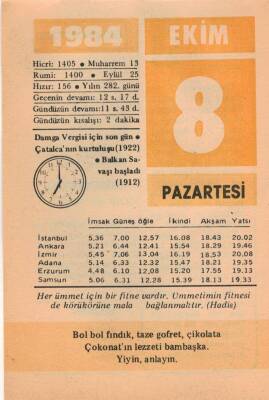 1984 EKİM
Hicri: 1405 • Muharrem 13
Rumi: 1400 • Eylül 25
Hızır: 156 • Yılın 282. günü
Gecenin devamı: 12 s. 17 d.
Gündüzün devamı: 11 s. 43 d.
Gündüzün kısalışı: 2 dakika
Damga Vergisi için son gün •
Çatalca'nın kurtuluşu (1922)
• Balkan Sa-
vaşı başladı
(1912)
8
PAZARTESİ
İmsak Güneş Öğle İkindi Akşam Yatsı
İstanbul 5.36 7.00 12.57 16.08 18.43 20.02
Ankara 5.21 6.44 12.41 15.54 18.29 19.46
İzmir 5.45 7.06 13.04 16.19 18.53 20.08
Adana 5.14 6.33 12.32 15.47 18.21 19.35
Erzurum 4.48 6.10 12.08 15.20 17.55 19.13
Samsun 5.06 6.31 12.28 15.39 18.13 19.33
Her ümmet için bir fitne vardır. Ümmetimin fitnesi
de körükörüne mala bağlanmaktır. (Hadis)
Bol bol fındık, taze gofret, çikolata
Çokonat'ın lezzeti bambaşka.
Yiyin, anlayın.